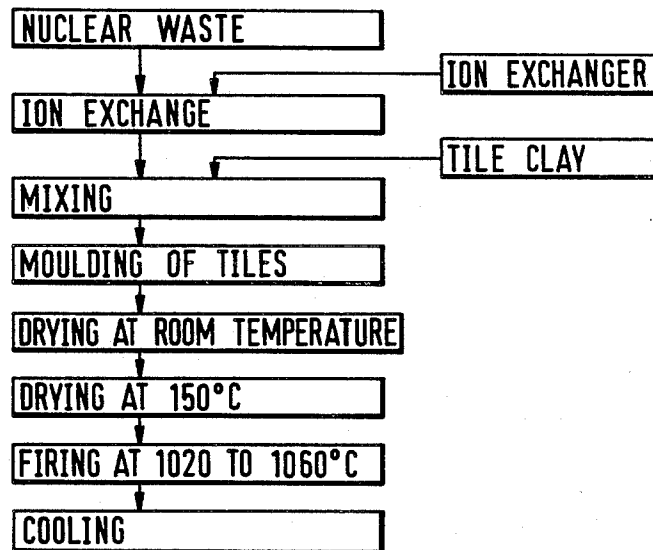 NUCLEAR WASTE
ION EXCHANGER
ION EXCHANGE
TILE CLAY
MIXING
MOULDING OF TILES
DRYING AT ROOM TEMPERATURE
DRYING AT 150°C
FIRING AT 1020 TO 1060°C
COOLING